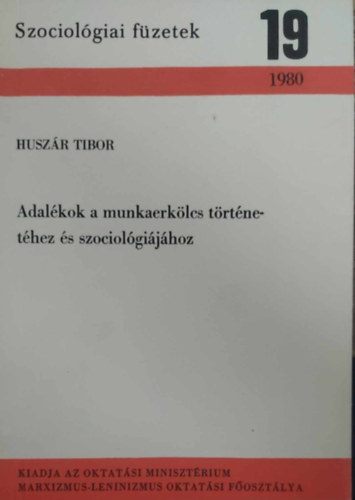 Szociológiai füzetek 19
1980
HUSZÁR TIBOR
Adalékok a munkaerkölcs történe-
téhez és szociológiájához
KIADJA AZ OKTATÁSI MINISZTÉRIUM
MARXIZMUS-LENINIZMUS OKTATÁSI FŐOSZTÁLYA